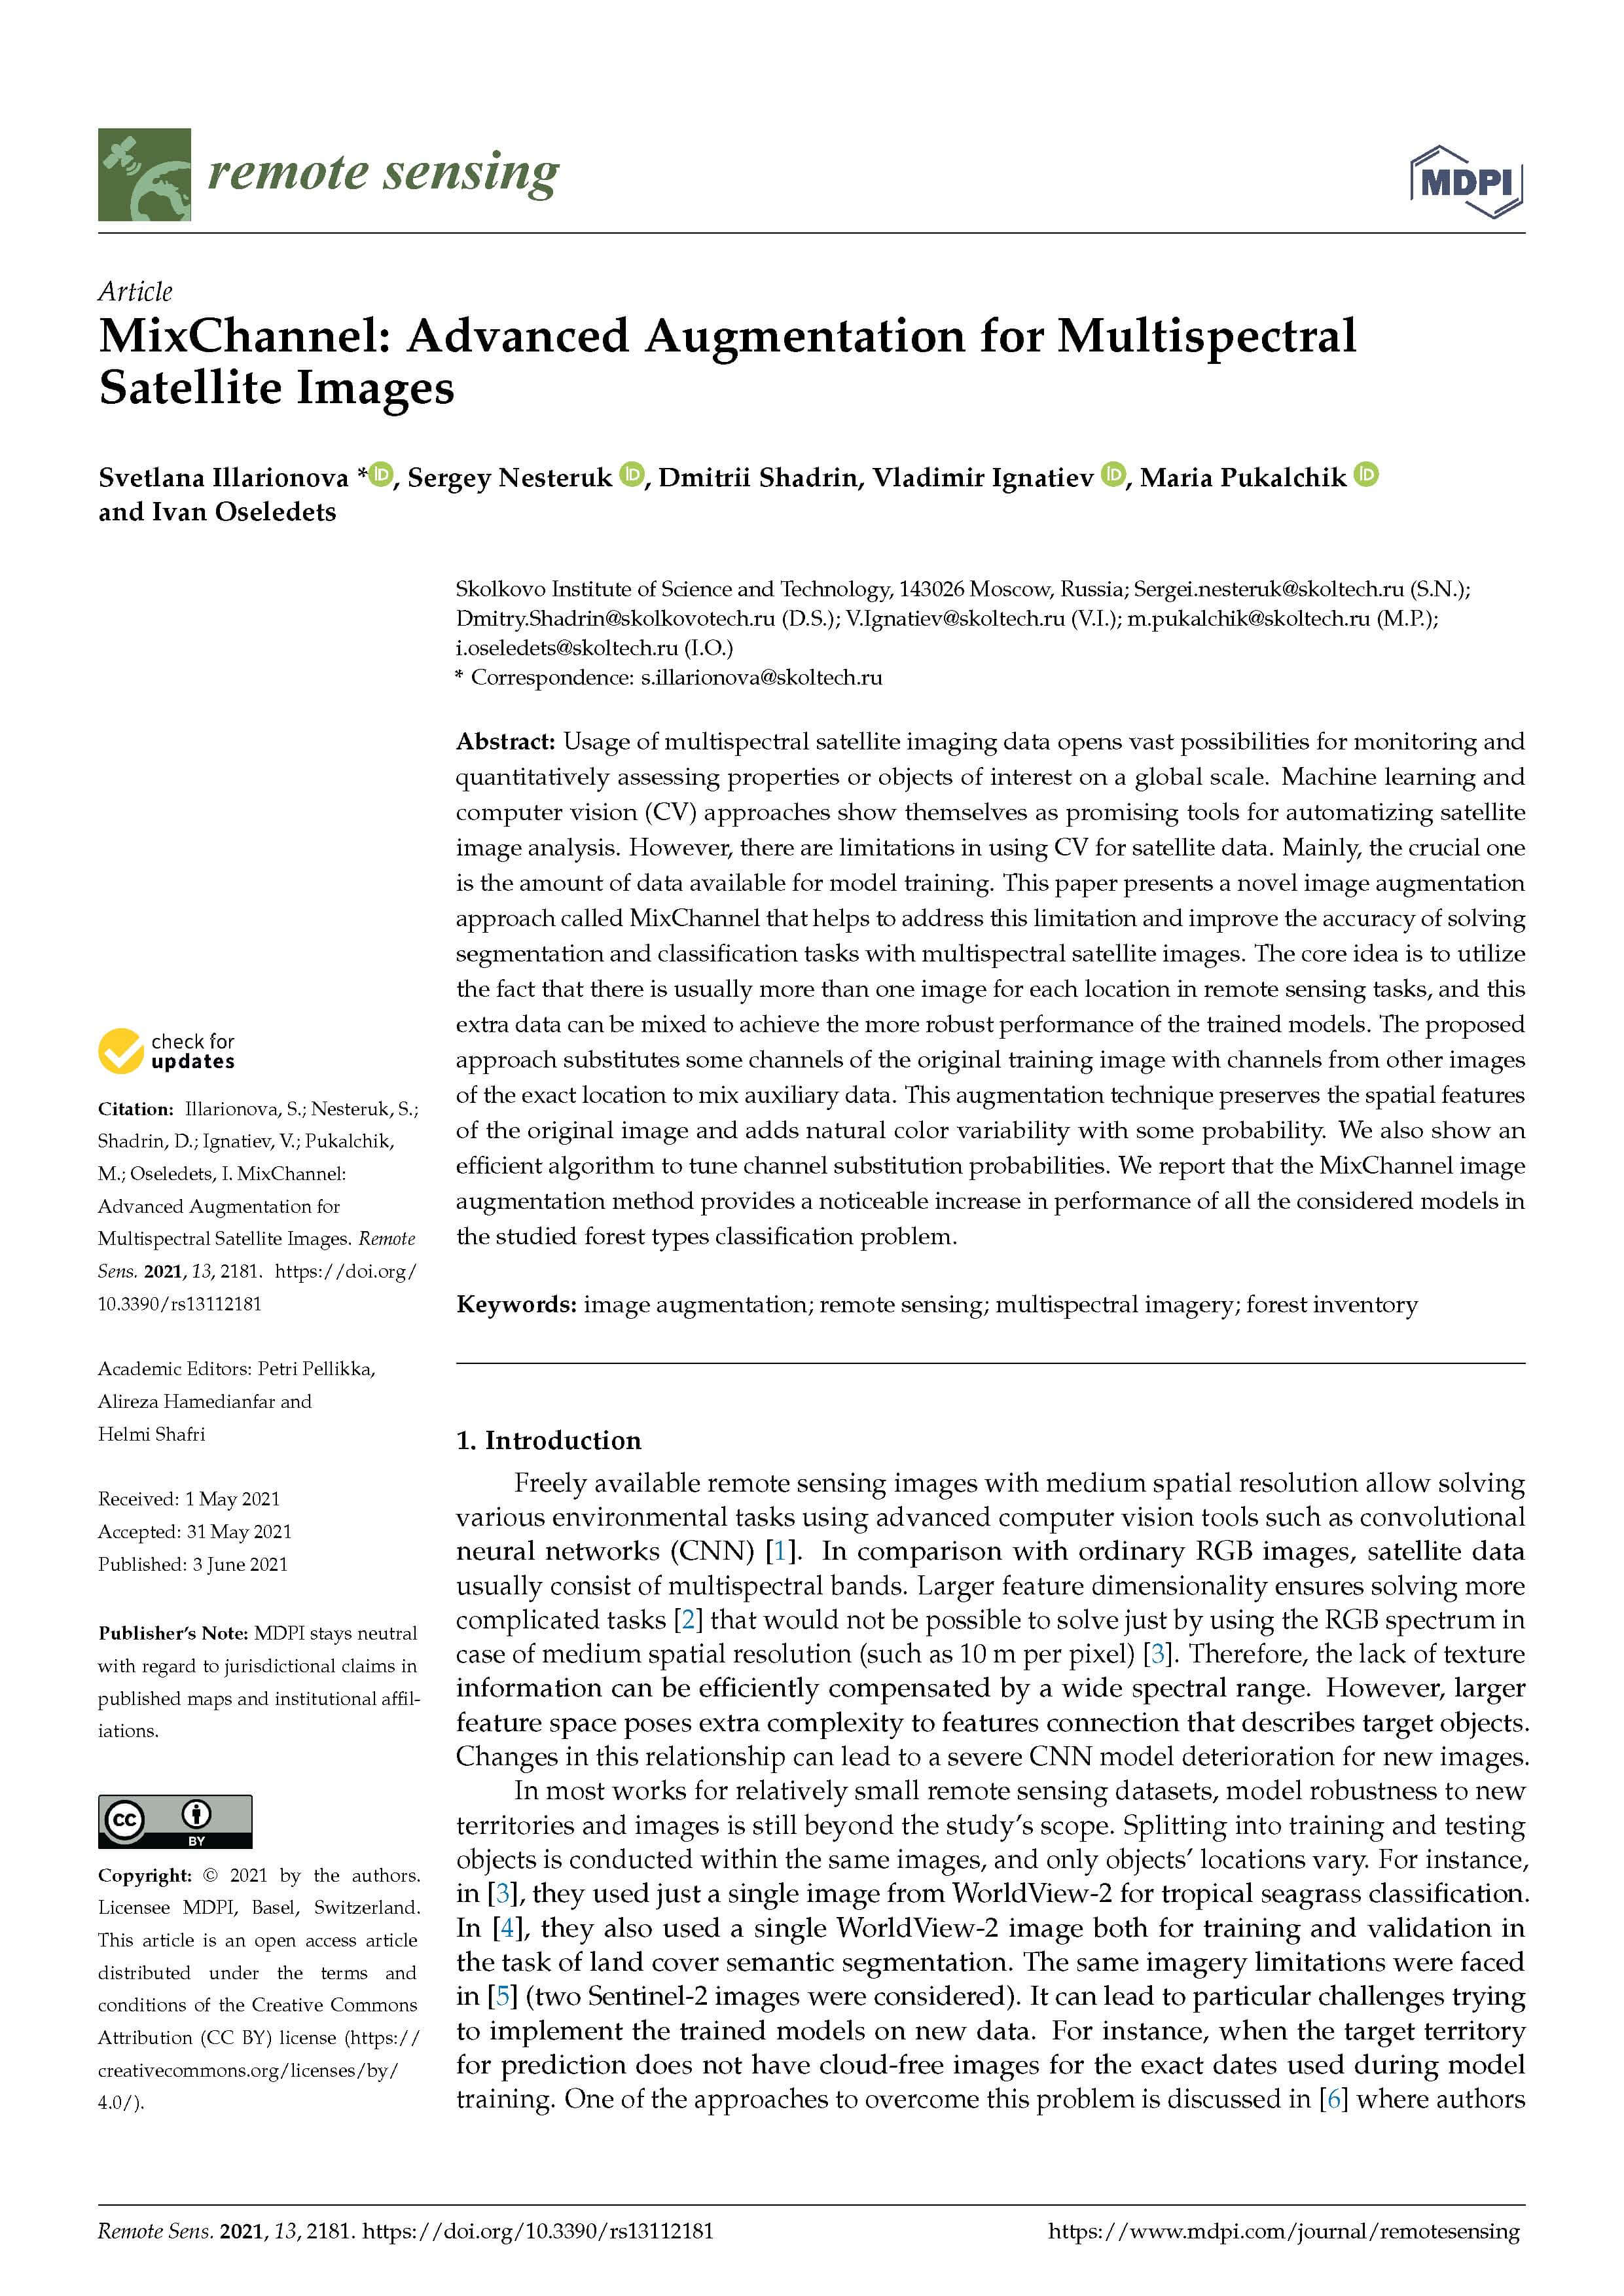 remote sensing
MDPI
Article
MixChannel: Advanced Augmentation for Multispectral
Satellite Images
Svetlana Illarionova * iD, Sergey Nesteruk iD, Dmitrii Shadrin, Vladimir Ignatiev iD, Maria Pukalchik iD
and Ivan Oseledets
Skolkovo Institute of Science and Technology, 143026 Moscow, Russia; Sergei.nesteruk@skoltech.ru (S.N.);
Dmitry.Shadrin@skolkovotech.ru (D.S.); V.Ignatiev@skoltech.ru (V.I.); m.pukalchik@skoltech.ru (M.P.);
i.oseledets@skoltech.ru (I.O.)
* Correspondence: s.illarionova@skoltech.ru
Abstract: Usage of multispectral satellite imaging data opens vast possibilities for monitoring and
quantitatively assessing properties or objects of interest on a global scale. Machine learning and
computer vision (CV) approaches show themselves as promising tools for automatizing satellite
image analysis. However, there are limitations in using CV for satellite data. Mainly, the crucial one
is the amount of data available for model training. This paper presents a novel image augmentation
approach called MixChannel that helps to address this limitation and improve the accuracy of solving
segmentation and classification tasks with multispectral satellite images. The core idea is to utilize
the fact that there is usually more than one image for each location in remote sensing tasks, and this
extra data can be mixed to achieve the more robust performance of the trained models. The proposed
approach substitutes some channels of the original training image with channels from other images
of the exact location to mix auxiliary data. This augmentation technique preserves the spatial features
of the original image and adds natural color variability with some probability. We also show an
efficient algorithm to tune channel substitution probabilities. We report that the MixChannel image
augmentation method provides a noticeable increase in performance of all the considered models in
the studied forest types classification problem.
Keywords: image augmentation; remote sensing; multispectral imagery; forest inventory
check for
updates
Citation: Illarionova, S.; Nesteruk, S.;
Shadrin, D.; Ignatiev, V.; Pukalchik,
M.; Oseledets, I. MixChannel:
Advanced Augmentation for
Multispectral Satellite Images. Remote
Sens. 2021, 13, 2181. https://doi.org/
10.3390/rs13112181
Academic Editors: Petri Pellikka,
Alireza Hamedianfar and
Helmi Shafri
Received: 1 May 2021
Accepted: 31 May 2021
Published: 3 June 2021
Publisher's Note: MDPI stays neutral
with regard to jurisdictional claims in
published maps and institutional affil-
iations.
cc
BY
Copyright: © 2021 by the authors.
Licensee MDPI, Basel, Switzerland.
This article is an open access article
distributed under the terms and
conditions of the Creative Commons
Attribution (CC BY) license (https://
creativecommons.org/licenses/by/
4.0/).
1. Introduction
Freely available remote sensing images with medium spatial resolution allow solving
various environmental tasks using advanced computer vision tools such as convolutional
neural networks (CNN) [1]. In comparison with ordinary RGB images, satellite data
usually consist of multispectral bands. Larger feature dimensionality ensures solving more
complicated tasks [2] that would not be possible to solve just by using the RGB spectrum in
case of medium spatial resolution (such as 10 m per pixel) [3]. Therefore, the lack of texture
information can be efficiently compensated by a wide spectral range. However, larger
feature space poses extra complexity to features connection that describes target objects.
Changes in this relationship can lead to a severe CNN model deterioration for new images.
In most works for relatively small remote sensing datasets, model robustness to new
territories and images is still beyond the study's scope. Splitting into training and testing
objects is conducted within the same images, and only objects' locations vary. For instance,
in [3], they used just a single image from WorldView-2 for tropical seagrass classification.
In [4], they also used a single WorldView-2 image both for training and validation in
the task of land cover semantic segmentation. The same imagery limitations were faced
in [5] (two Sentinel-2 images were considered). It can lead to particular challenges trying
to implement the trained models on new data. For instance, when the target territory
for prediction does not have cloud-free images for the exact dates used during model
training. One of the approaches to overcome this problem is discussed in [6] where authors
Remote Sens. 2021, 13, 2181. https://doi.org/10.3390/rs13112181
https://www.mdpi.com/journal/remotesensing